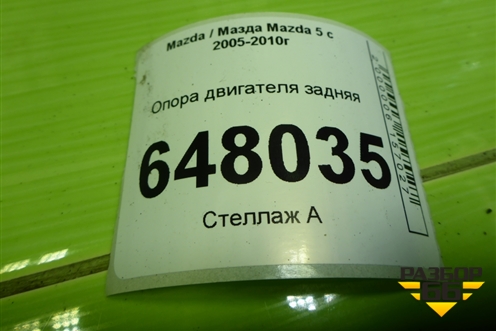 Mazda / Мазда Mazda 5 с
2005-2010г
Опора двигателя задняя
648035
Стеллаж А
РАЗБОР